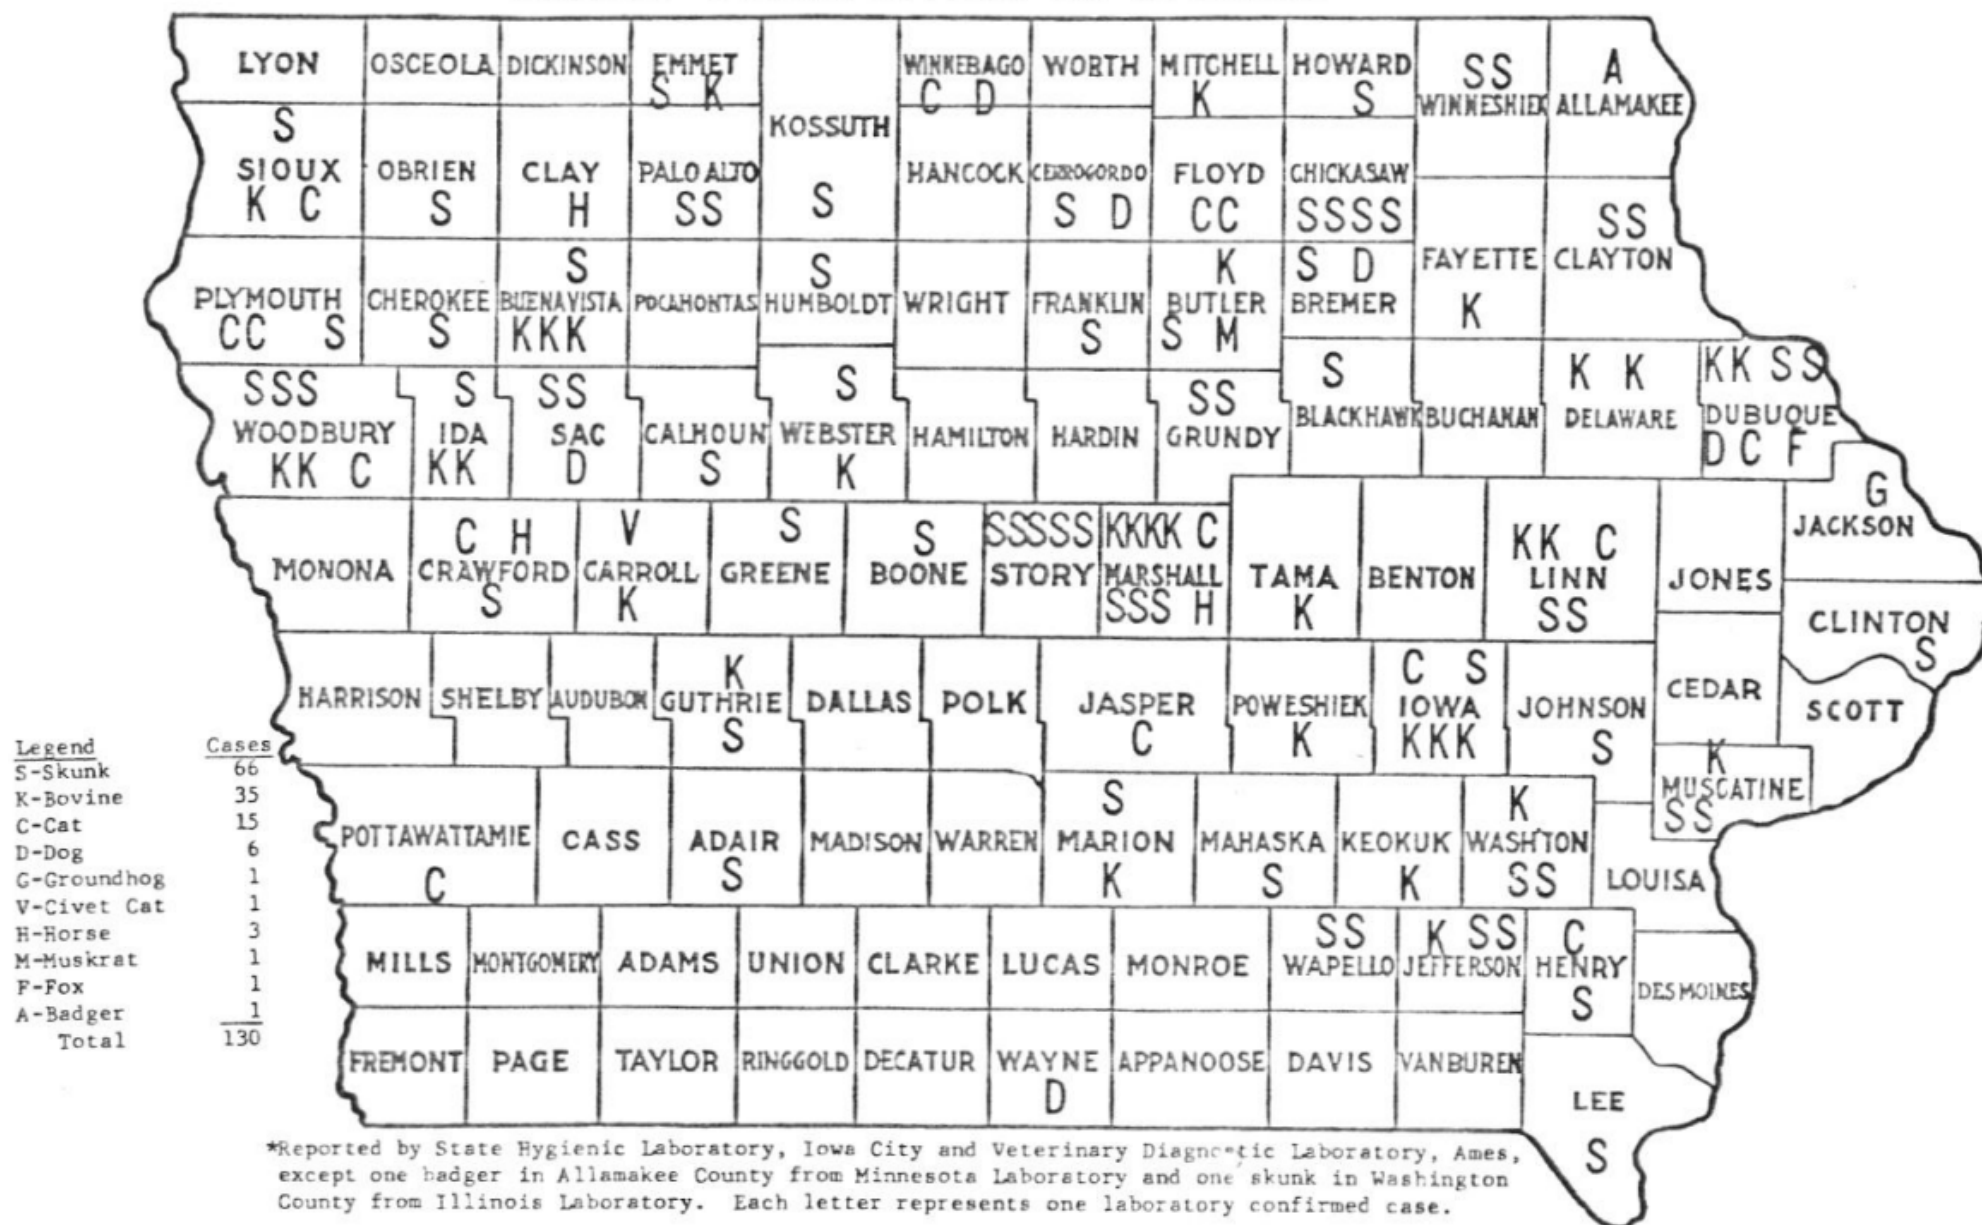 LYON OSCEOLA DICKINSON EMMET WINNEBAGO WORTH MITCHELL HOWARD SS A
S K C D K S WINNESHIEK ALLAMAKEE
S KOSSUTH
SIOUX OBRIEN CLAY PALO ALTO HANCOCK CERROGORDO FLOYD CHICKASAW
K C S H SS S S D CC SSSS SS
S S K S D FAYETTE CLAYTON
PLYMOUTH CHEROKEE BUENAVISTA POCAHONTAS HUMBOLDT WRIGHT FRANKLIN BUTLER BREMER
CC S S KKK S S M K
SSS S SS S SS S K K KK SS
WOODBURY IDA SAC CALHOUN WEBSTER HAMILTON HARDIN GRUNDY BLACKHAWK BUCHANAN DELAWARE DUBUQUE
KK C KK D S K D C F
C H V S S SSSSS KKKK C KK C G
JACKSON
MONONA CRAWFORD CARROLL GREENE BOONE STORY MARSHALL TAMA BENTON LINN JONES
S K SSS H K SS
CLINTON
S
K C S
HARRISON SHELBY AUDUBON GUTHRIE DALLAS POLK JASPER POWESHIEK IOWA JOHNSON CEDAR SCOTT
S C K KKK S
S K K
MUSCATINE
SS
POTTAWATTAMIE CASS ADAIR MADISON WARREN MARION MAHASKA KEOKUK WASH'TON
C S K S K SS LOUISA
SS K SS C
MILLS MONTGOMERY ADAMS UNION CLARKE LUCAS MONROE WAPELLO JEFFERSON HENRY DESMOINES
S
FREMONT PAGE TAYLOR RINGGOLD DECATUR WAYNE APPANOOSE DAVIS VANBUREN LEE
D S
Legend Cases
S-Skunk 66
K-Bovine 35
C-Cat 15
D-Dog 6
G-Groundhog 1
V-Civet Cat 1
H-Horse 3
M-Muskrat 1
F-Fox 1
A-Badger 1
Total 130
*Reported by State Hygienic Laboratory, Iowa City and Veterinary Diagnostic Laboratory, Ames,
except one badger in Allamakee County from Minnesota Laboratory and one skunk in Washington
County from Illinois Laboratory. Each letter represents one laboratory confirmed case.